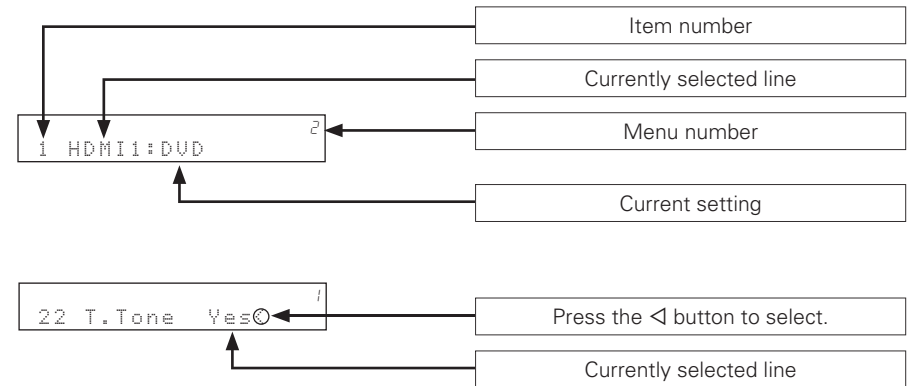 Item number
Currently selected line
2
Menu number
1 HDMI1:DVD
Current setting
1
22 T.Tone Yes
Press the ◁ button to select.
Currently selected line